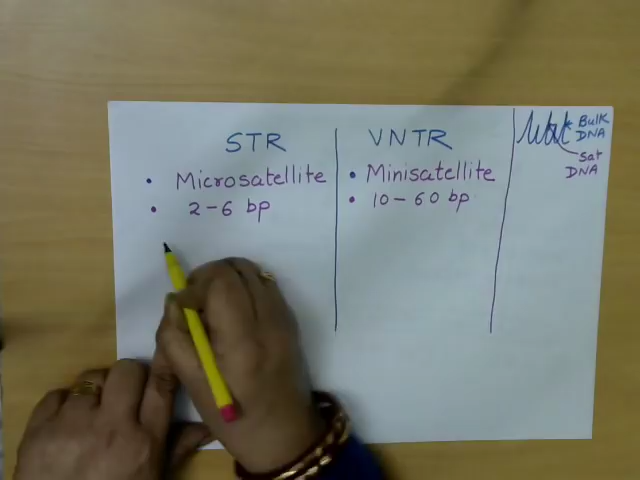 STR
• Microsatellite
• 2-6 bp
VNTR
• Minisatellite
• 10-60 bp
Bulk
DNA
Sat
DNA